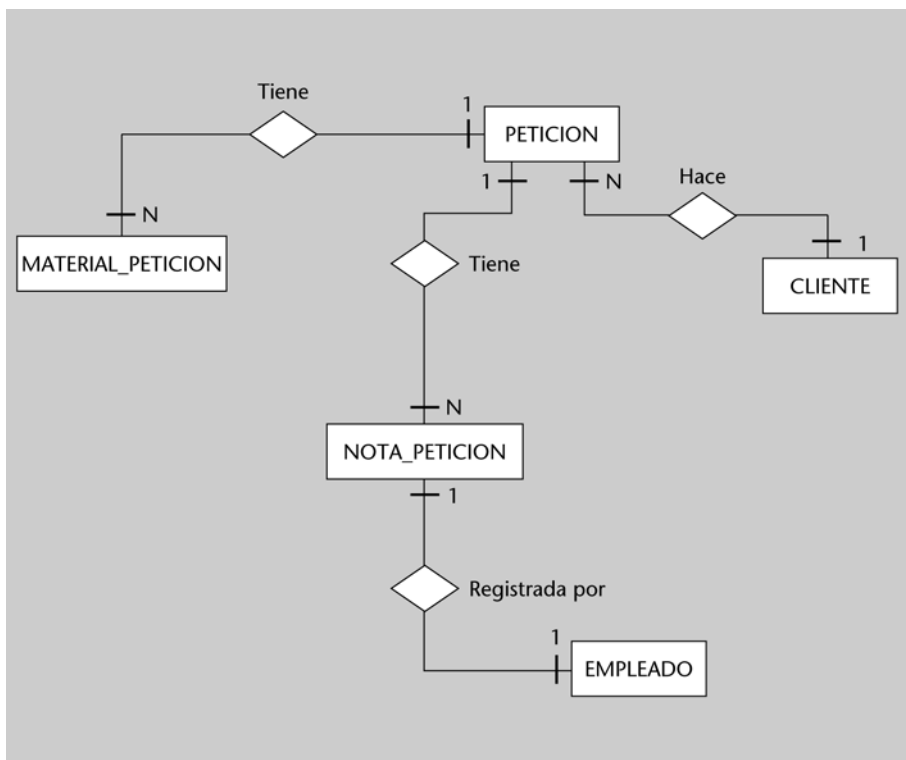 Tiene
1
PETICION
1
N
Hace
N
MATERIAL_PETICION
Tiene
1
CLIENTE
N
NOTA_PETICION
1
Registrada por
1
EMPLEADO